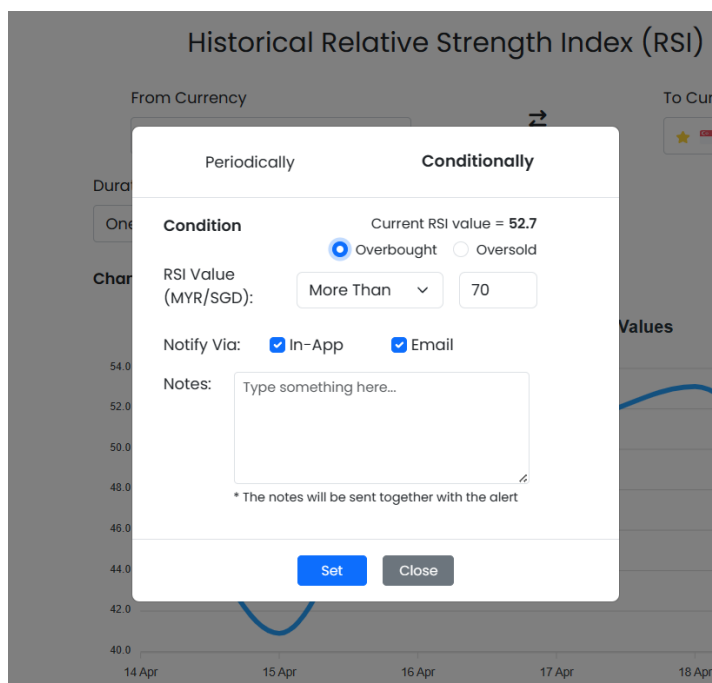 Historical Relative Strength Index (RSI)
From Currency
To Cur
Periodically
Conditionally
Durat
One
Condition
Current RSI value = 52.7
Overbought
Oversold
Char
RSI Value
(MYR/SGD):
More Than
70
Values
Notify Via:
In-App
Email
Notes:
Type something here...
* The notes will be sent together with the alert
Set
Close
54.0
52.0
50.0
48.0
46.0
44.0
42.0
40.0
14 Apr
15 Apr
16 Apr
17 Apr
18 Apr